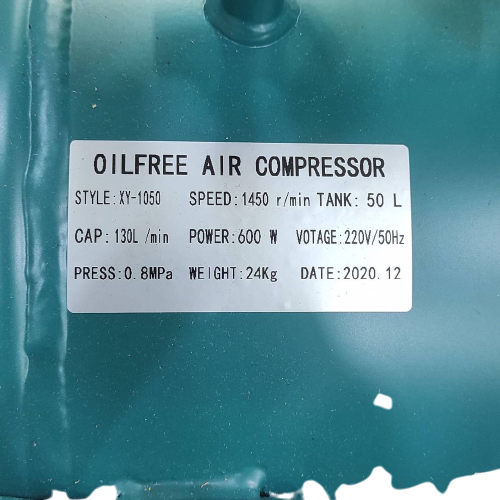 OILFREE AIR COMPRESSOR
STYLE:XY-1050 SPEED:1450 r/min TANK: 50 L
CAP: 130L /min POWER:600 W VOTAGE:220V/50Hz
PRESS:0.8MPa WEIGHT:24Kg DATE:2020.12